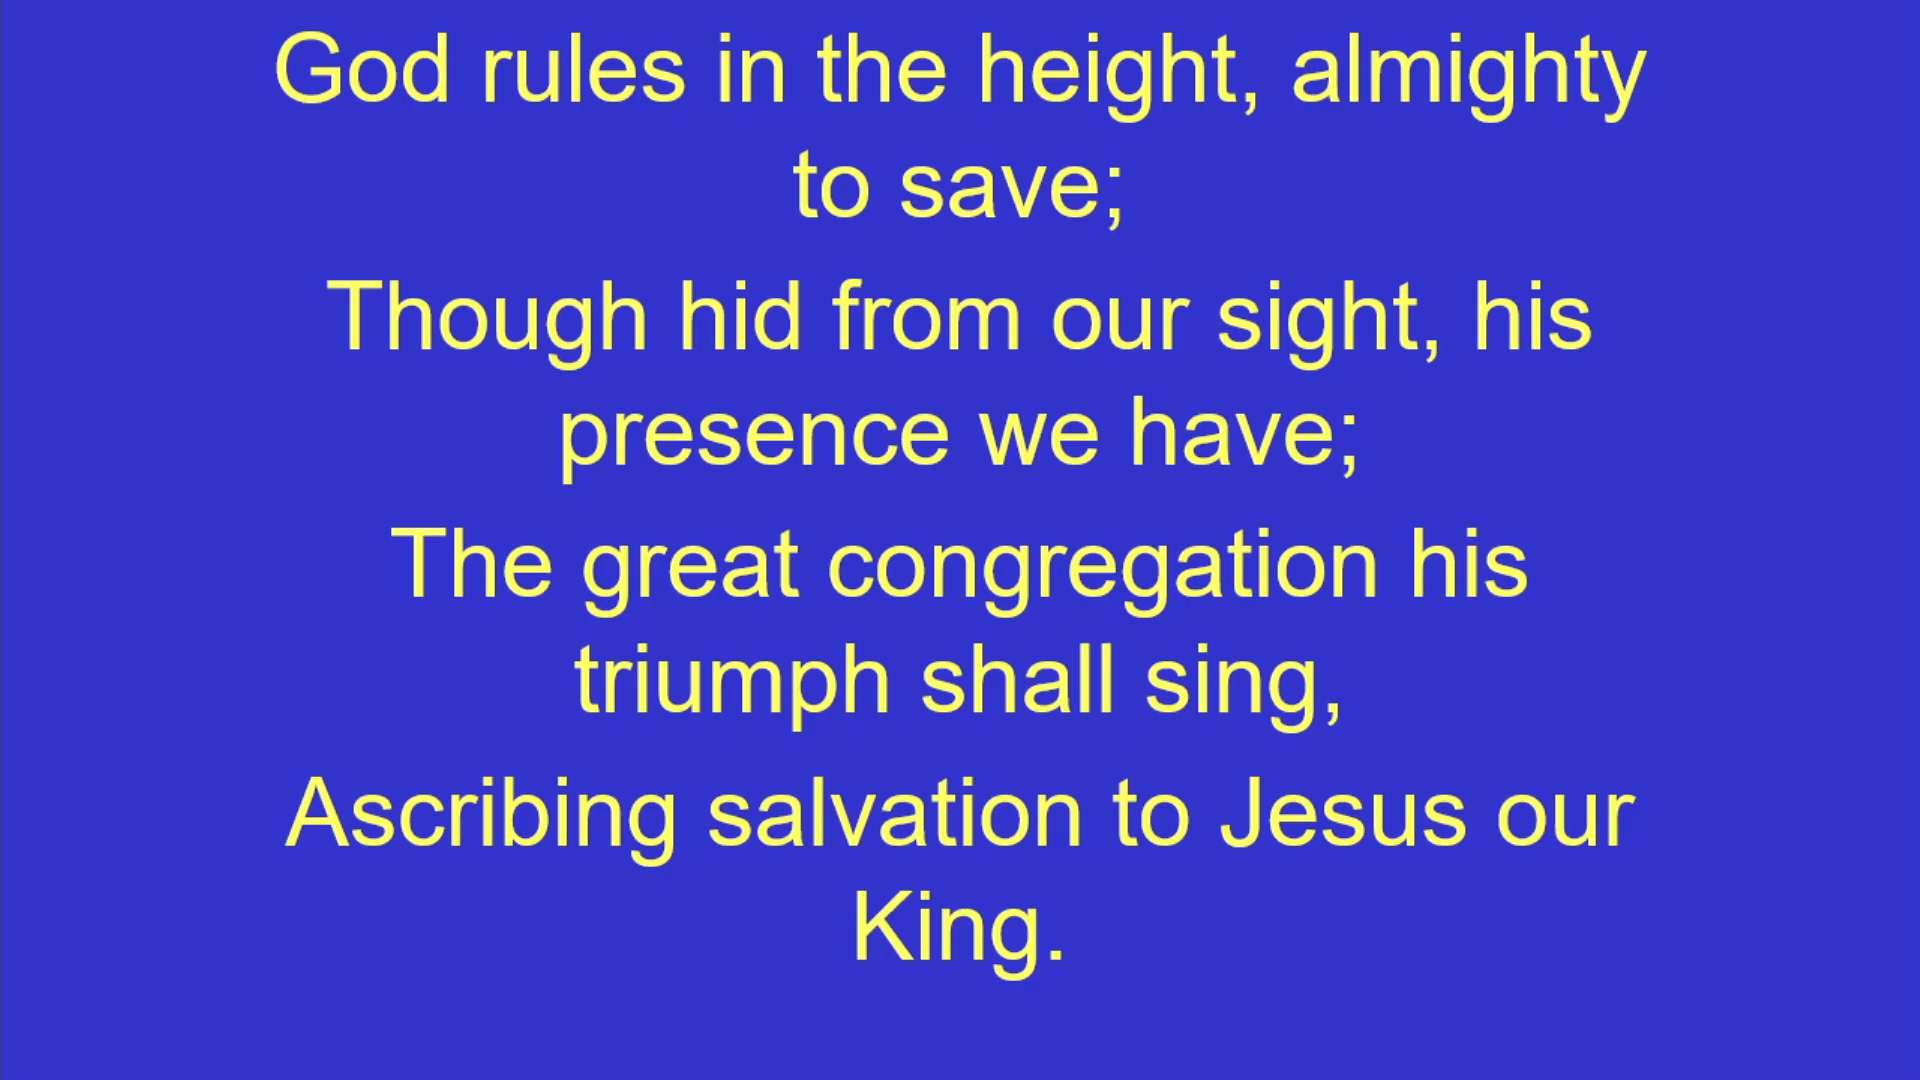 God rules in the height, almighty
to save;
Though hid from our sight, his
presence we have;
The great congregation his
triumph shall sing,
Ascribing salvation to Jesus our
King.